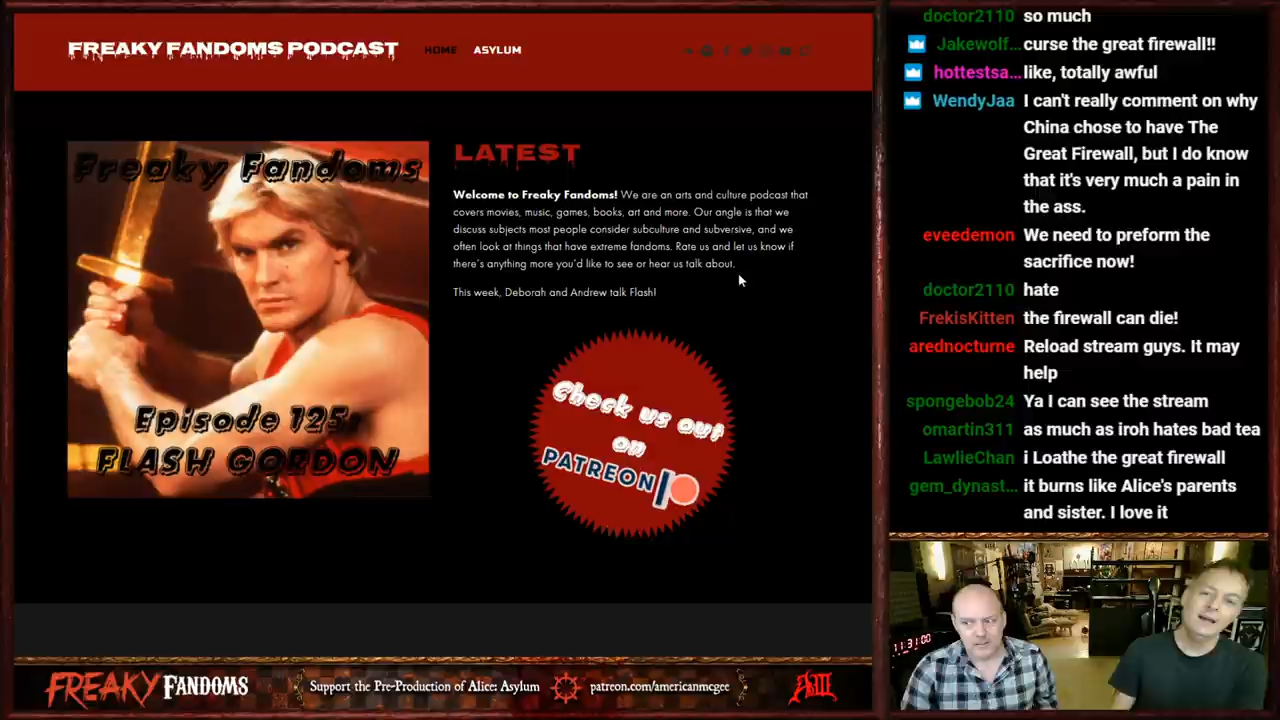 FREAKY FANDOMS PODCAST
HOME
ASYLUM
Freaky Fandoms
Episode 125:
FLASH GORDON
LATEST
Welcome to Freaky Fandoms! We are an arts and culture podcast that
covers movies, music, games, books, art and more. Our angle is that we
discuss subjects most people consider subculture and subversive, and we
often look at things that have extreme fandoms. Rate us and let us know if
there's anything more you'd like to see or hear us talk about.
This week, Deborah and Andrew talk Flash!
Check us out
on
PATREON
doctor2110 so much
Jakewolf... curse the great firewall!!
hottestsa... like, totally awful
WendyJaa I can't really comment on why
China chose to have The
Great Firewall, but I do know
that it's very much a pain in
the ass.
eveedemon We need to preform the
sacrifice now!
doctor2110 hate
FrekisKitten the firewall can die!
arednocturne Reload stream guys. It may
help
spongebob24 Ya I can see the stream
omartin311 as much as iroh hates bad tea
LawlieChan i Loathe the great firewall
gem_dynast... it burns like Alice's parents
and sister. I love it
11:31:00
FREAKY FANDOMS
Support the Pre-Production of Alice: Asylum
patreon.com/americanmcgee